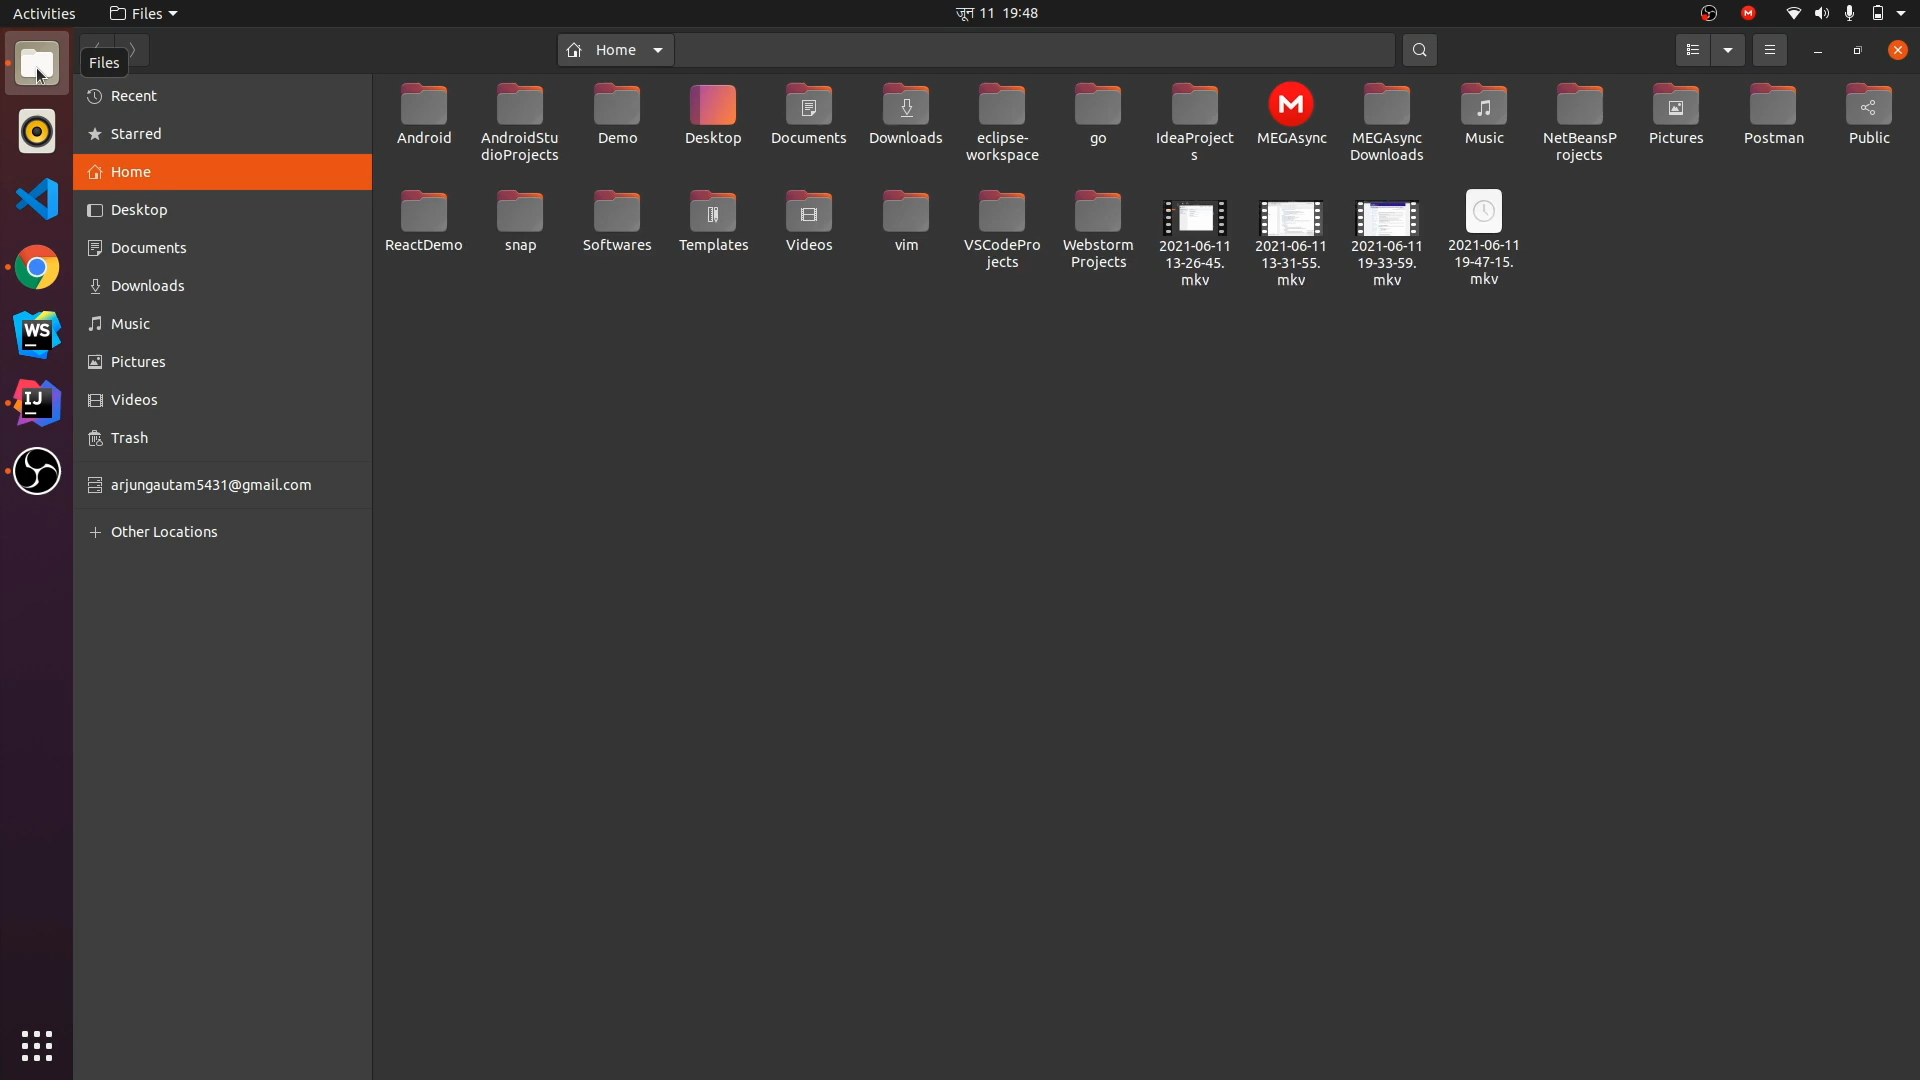 Activities
Files
जून 11 19:48
Files
Home
Recent
Starred
Home
Desktop
Documents
Downloads
Music
Pictures
Videos
Trash
arjungautam5431@gmail.com
Other Locations
WS
IJ
Android
AndroidStu
dioProjects
Demo
Desktop
Documents
Downloads
eclipse-
workspace
go
IdeaProject
s
M
MEGAsync
MEGAsync
Downloads
Music
NetBeansP
rojects
Pictures
Postman
Public
ReactDemo
snap
Softwares
Templates
Videos
vim
VSCodePro
jects
Webstorm
Projects
2021-06-11
13-26-45.
mkv
2021-06-11
13-31-55.
mkv
2021-06-11
19-33-59.
mkv
2021-06-11
19-47-15.
mkv